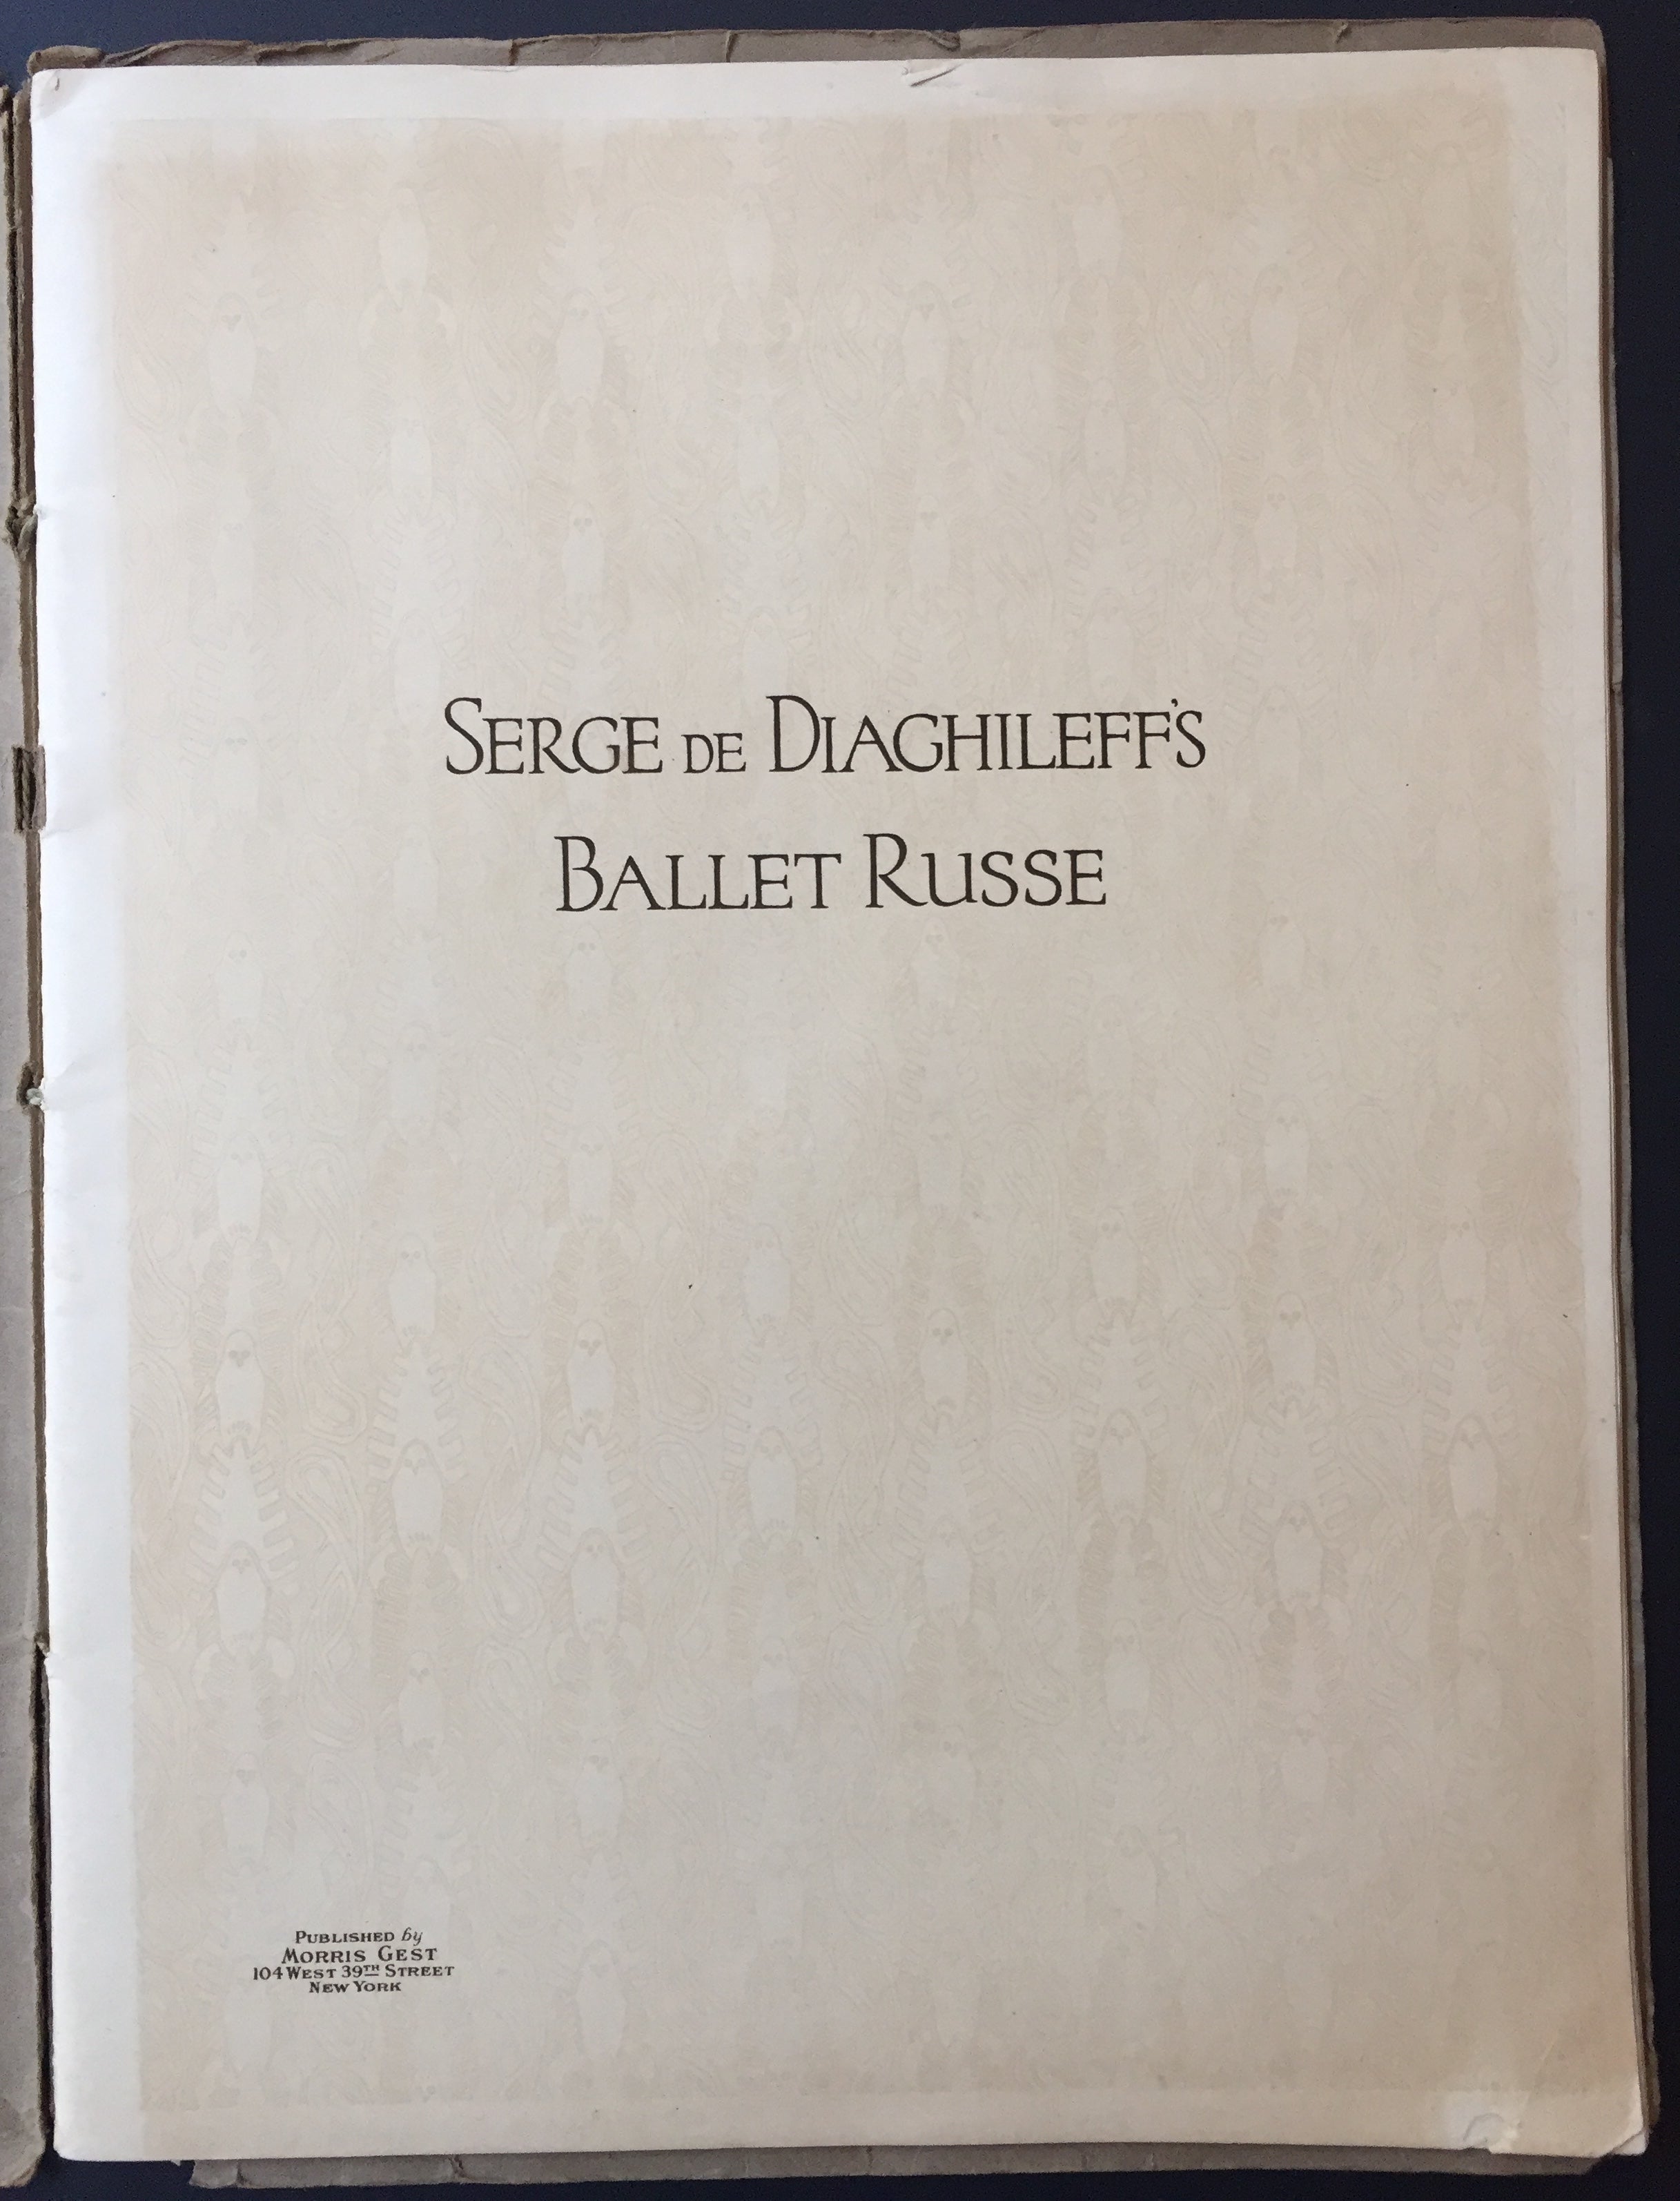 SERGE DE DIAGHILEFF'S
BALLET RUSSE
PUBLISHED by
MORRIS GEST
104 WEST 39TH STREET
NEW YORK